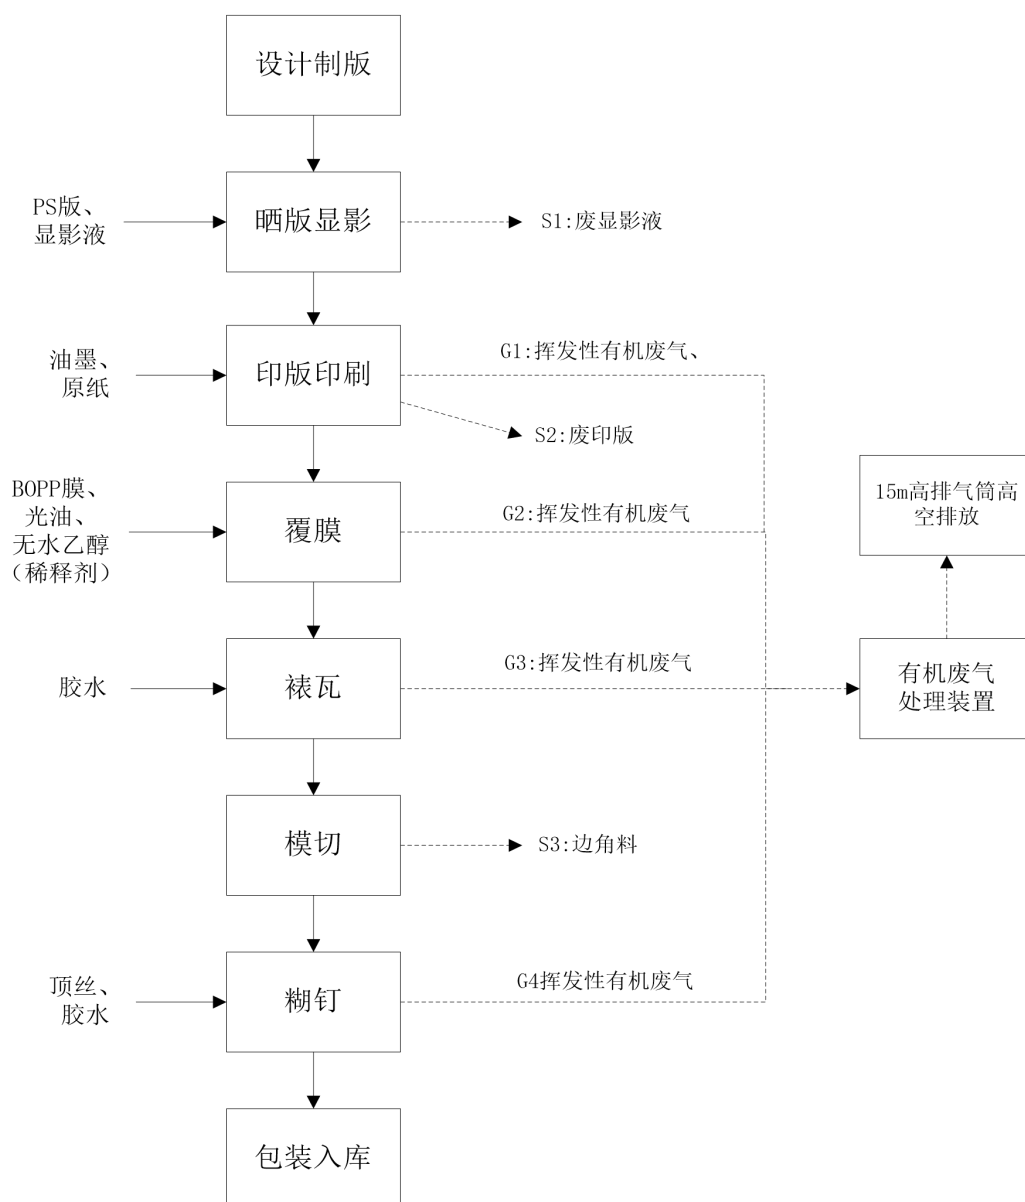 设计制版
PS版、
显影液
晒版显影
S1:废显影液
油墨、
原纸
印版印刷
G1:挥发性有机废气、
S2:废印版
BOPP膜、
光油、
无水乙醇
（稀释剂）
覆膜
G2:挥发性有机废气
15m高排气筒高
空排放
胶水
裱瓦
G3:挥发性有机废气
有机废气
处理装置
模切
S3:边角料
顶丝、
胶水
糊钉
G4挥发性有机废气
包装入库